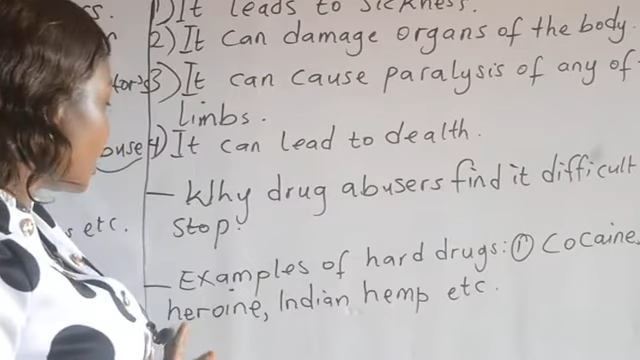 1) It leads to sickness.
2) It can damage organs of the body.
3) It can cause paralysis of any of
limbs.
4) It can lead to dealth.
— Why drug abusers find it difficult
stop?
— Examples of hard drugs: (1) Cocaine,
heroine, Indian hemp etc.
etc.